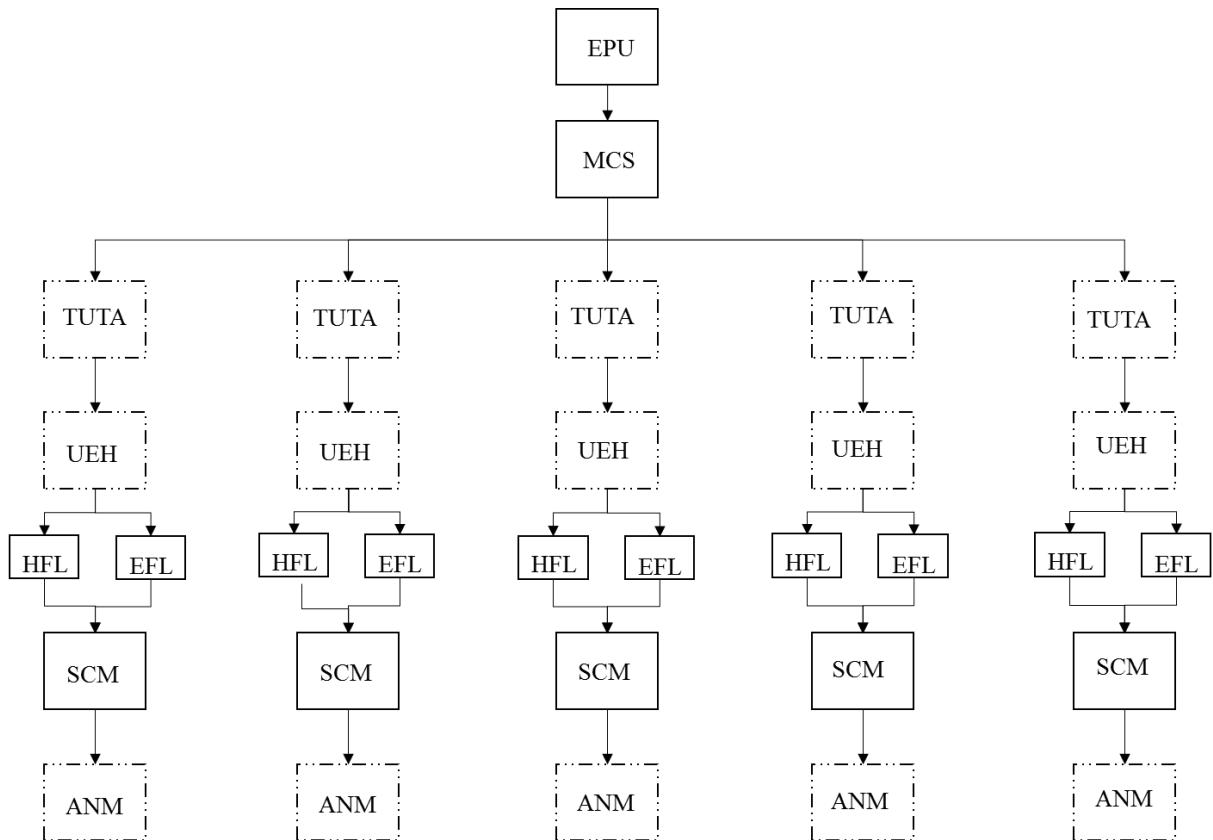 EPU
MCS
TUTA TUTA TUTA TUTA TUTA
UEH UEH UEH UEH UEH
HFL EFL HFL EFL HFL EFL HFL EFL HFL EFL
SCM SCM SCM SCM SCM
ANM ANM ANM ANM ANM